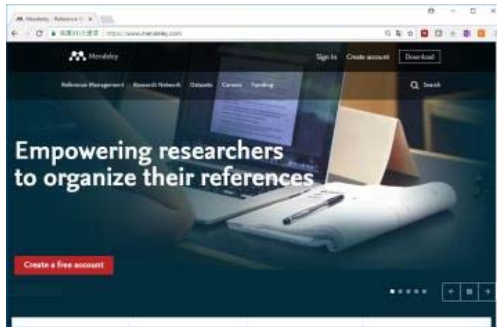 Mendeley - Reference
https://www.mendeley.com
Mendeley
Sign In Create account Download
Reference Management Research Network Datasets Careers Funding
Search
Empowering researchers
to organize their references
Create a free account